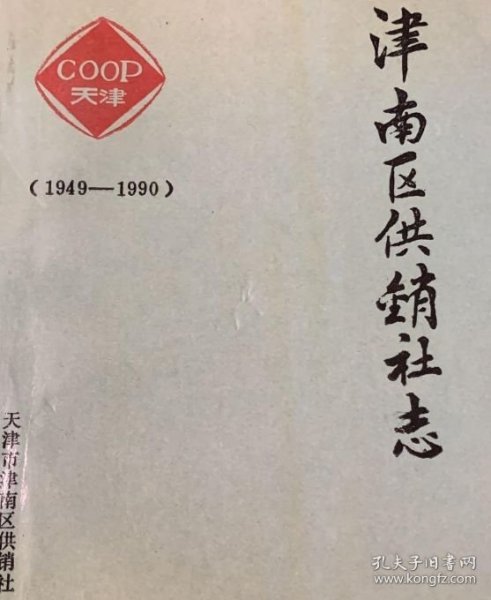 COOP
天津
津南区供销社志
(1949—1990)
天津市津南区供销社
孔夫子旧书网
www.kongfz.com